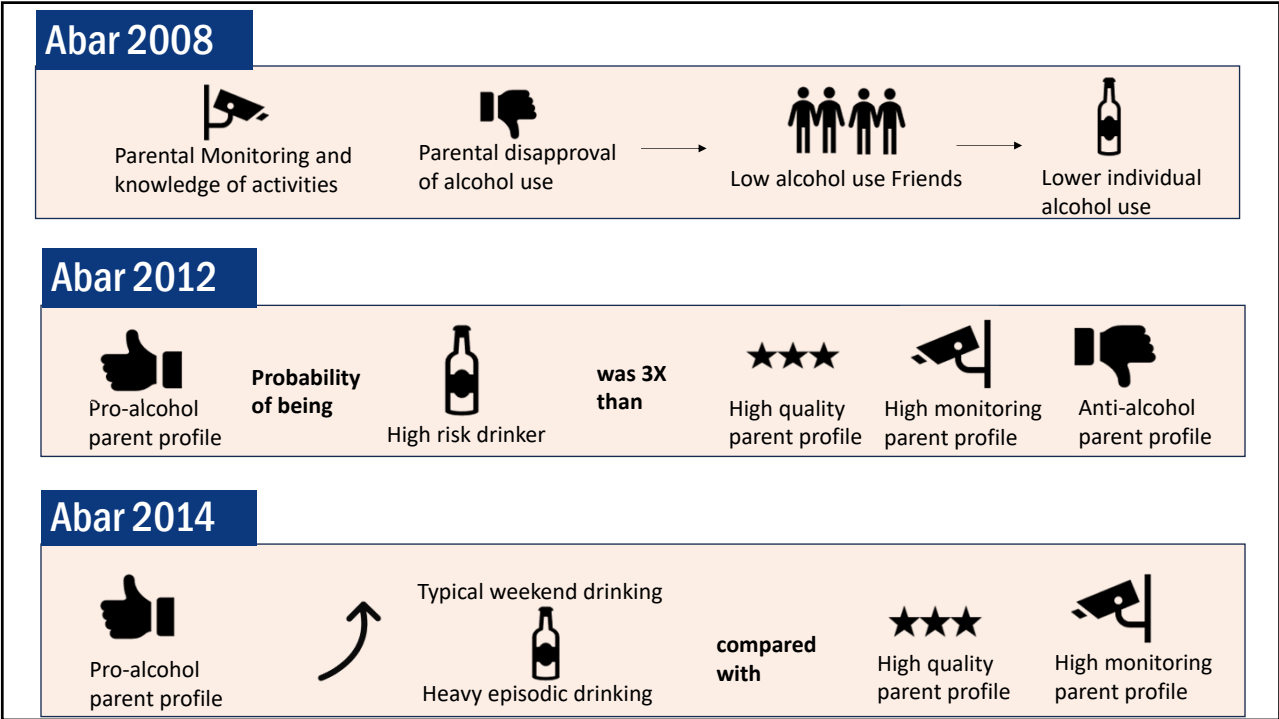 Abar 2008
Parental Monitoring and
knowledge of activities
Parental disapproval
of alcohol use
Low alcohol use Friends
Lower individual
alcohol use
Abar 2012
Pro-alcohol
parent profile
Probability
of being
High risk drinker
was 3X
than
High quality
parent profile
High monitoring
parent profile
Anti-alcohol
parent profile
Abar 2014
Pro-alcohol
parent profile
Typical weekend drinking
Heavy episodic drinking
compared
with
High quality
parent profile
High monitoring
parent profile